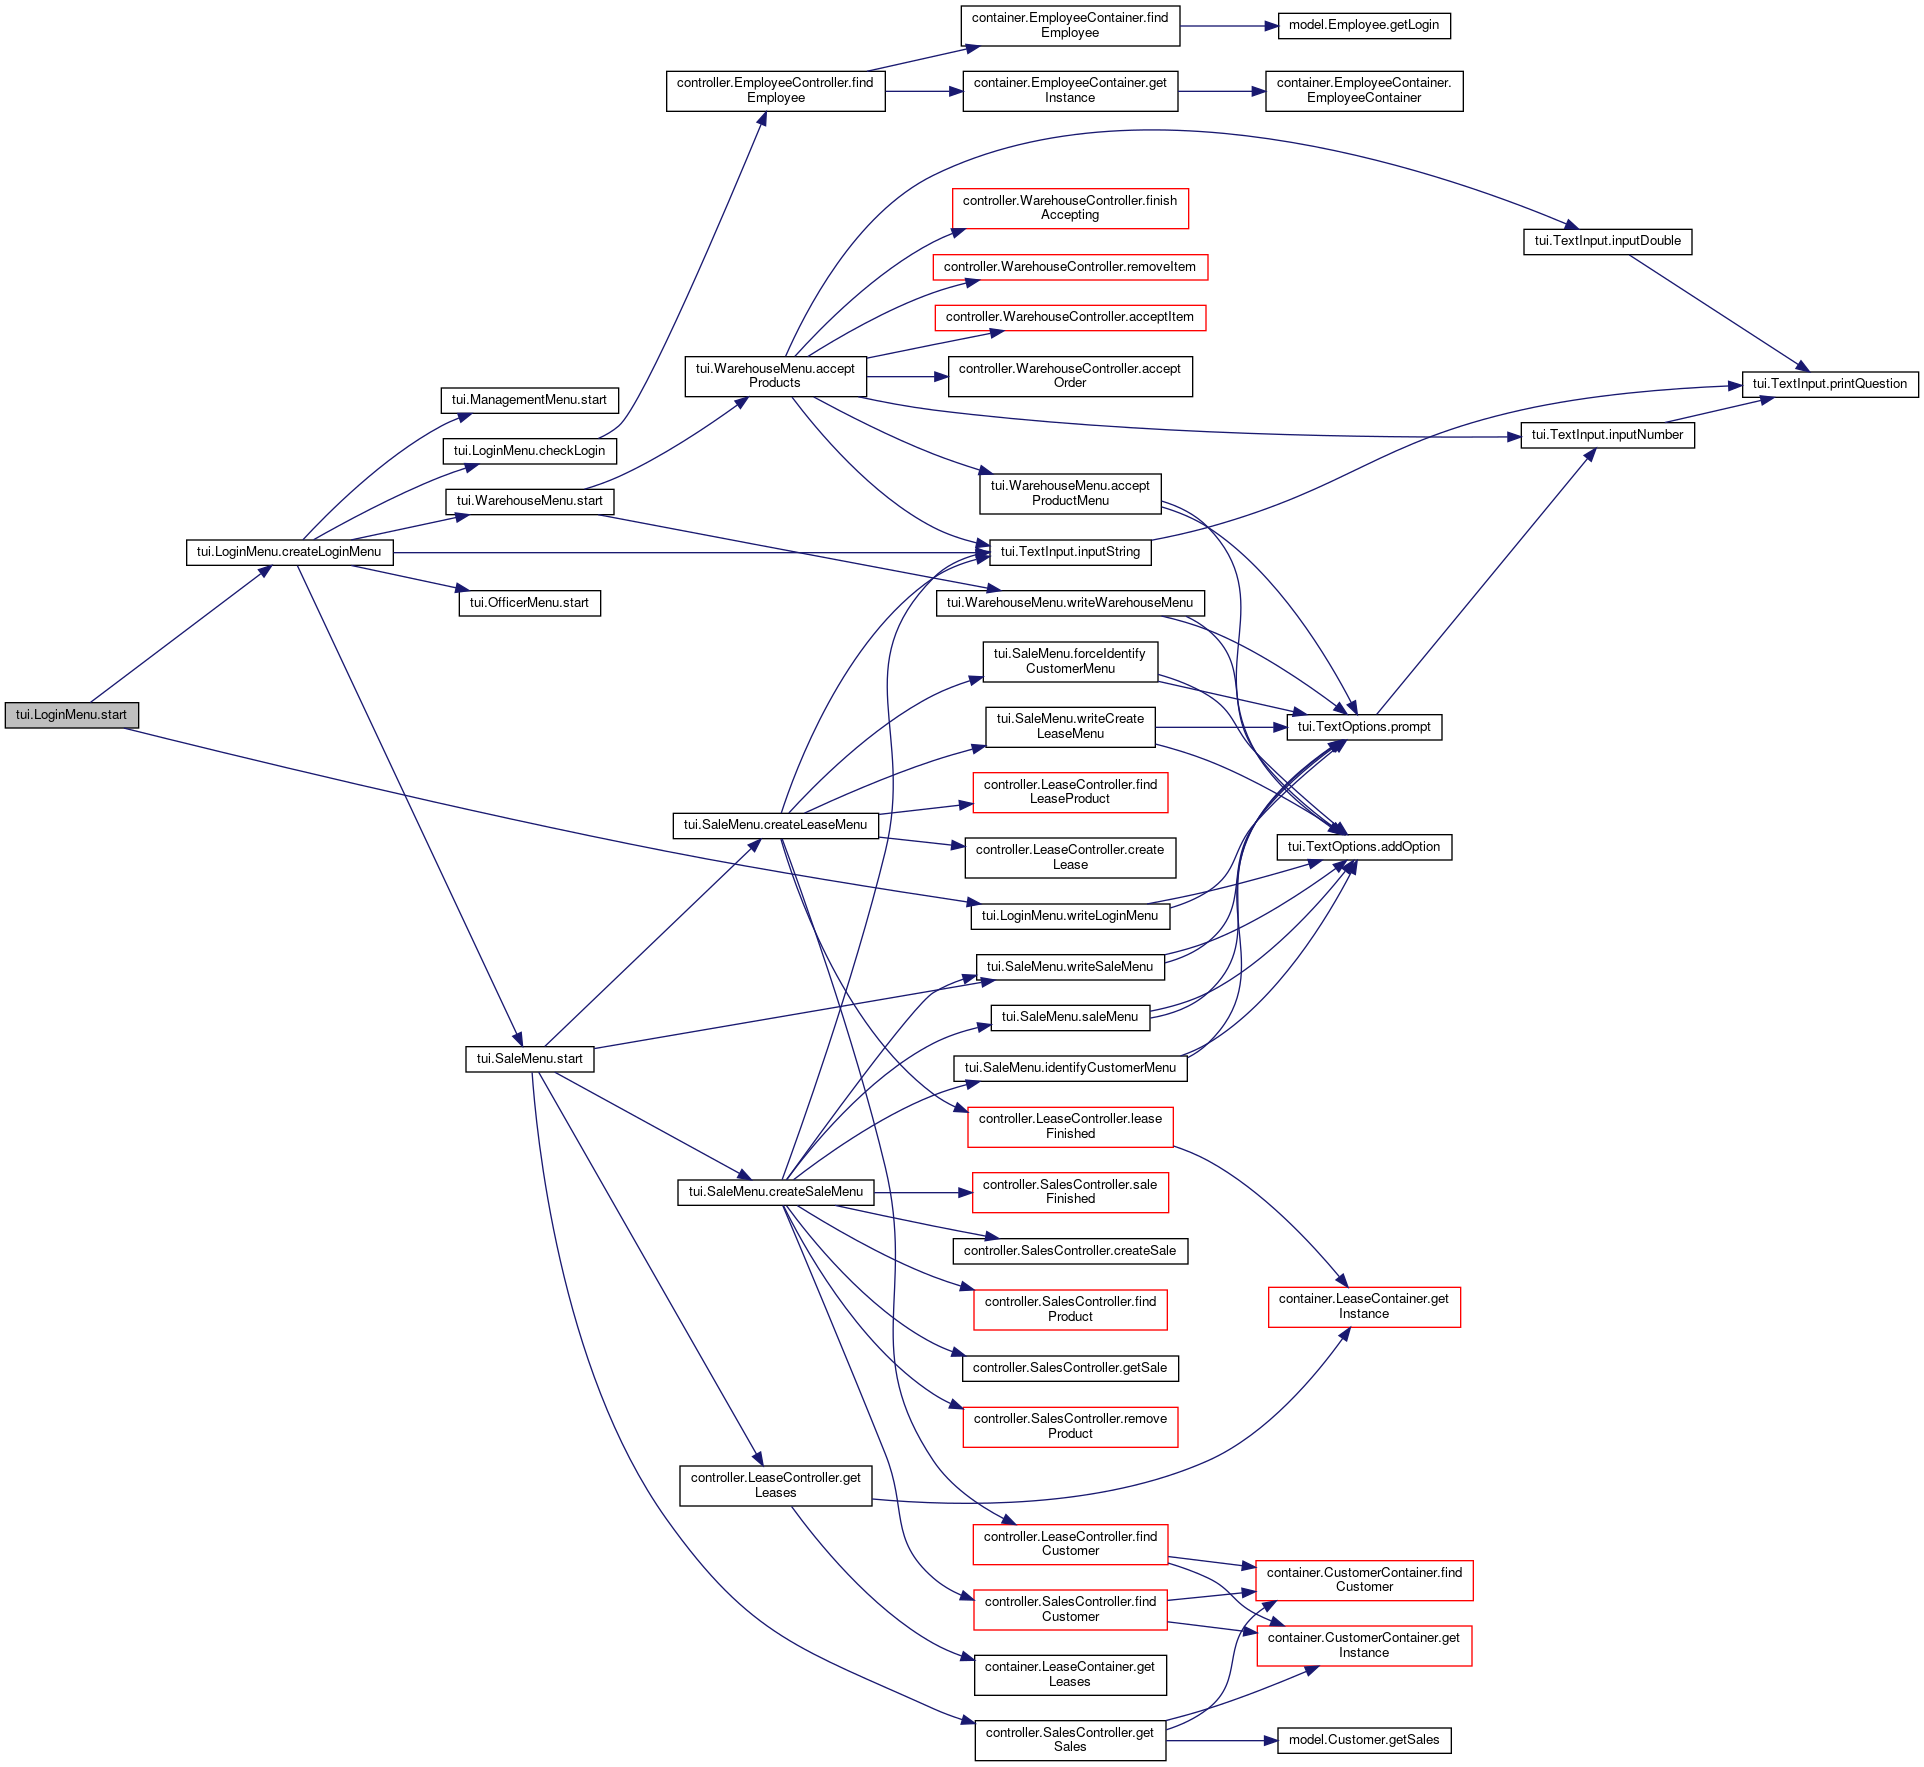 container.EmployeeContainer.find
Employee
model.Employee.getLogin
controller.EmployeeController.find
Employee
container.EmployeeContainer.get
Instance
container.EmployeeContainer.
EmployeeContainer
controller.WarehouseController.finish
Accepting
tui.TextInput.inputDouble
controller.WarehouseController.removeItem
controller.WarehouseController.acceptItem
tui.WarehouseMenu.accept
Products
controller.WarehouseController.accept
Order
tui.TextInput.printQuestion
tui.ManagementMenu.start
tui.LoginMenu.checkLogin
tui.TextInput.inputNumber
tui.WarehouseMenu.start
tui.WarehouseMenu.accept
ProductMenu
tui.LoginMenu.createLoginMenu
tui.TextInput.inputString
tui.OfficerMenu.start
tui.WarehouseMenu.writeWarehouseMenu
tui.SaleMenu.forceIdentify
CustomerMenu
tui.LoginMenu.start
tui.SaleMenu.writeCreate
LeaseMenu
tui.TextOptions.prompt
controller.LeaseController.find
LeaseProduct
tui.SaleMenu.createLeaseMenu
controller.LeaseController.create
Lease
tui.TextOptions.addOption
tui.LoginMenu.writeLoginMenu
tui.SaleMenu.writeSaleMenu
tui.SaleMenu.saleMenu
tui.SaleMenu.start
tui.SaleMenu.identifyCustomerMenu
controller.LeaseController.lease
Finished
tui.SaleMenu.createSaleMenu
controller.SalesController.sale
Finished
controller.SalesController.createSale
controller.SalesController.find
Product
container.LeaseContainer.get
Instance
controller.SalesController.getSale
controller.SalesController.remove
Product
controller.LeaseController.get
Leases
controller.LeaseController.find
Customer
container.CustomerContainer.find
Customer
controller.SalesController.find
Customer
container.CustomerContainer.get
Instance
container.LeaseContainer.get
Leases
controller.SalesController.get
Sales
model.Customer.getSales